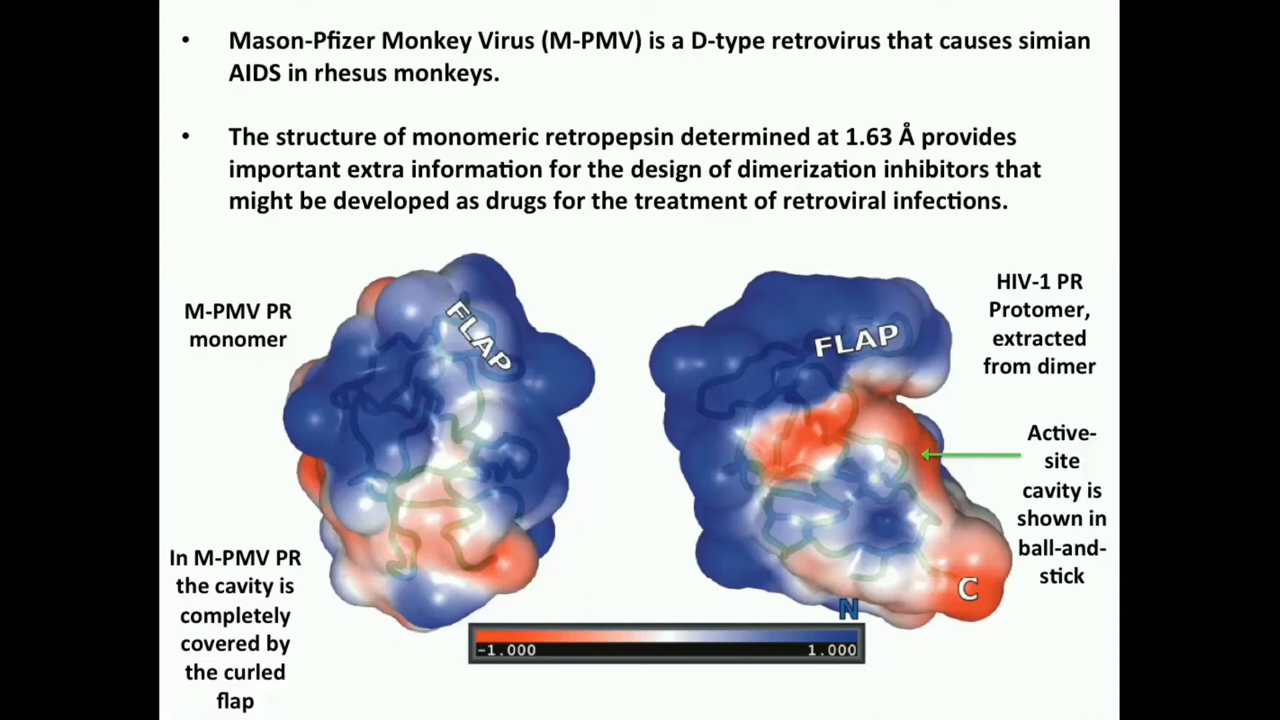 • Mason-Pfizer Monkey Virus (M-PMV) is a D-type retrovirus that causes simian
AIDS in rhesus monkeys.
• The structure of monomeric retropepsin determined at 1.63 Å provides
important extra information for the design of dimerization inhibitors that
might be developed as drugs for the treatment of retroviral infections.
M-PMV PR
monomer
In M-PMV PR
the cavity is
completely
covered by
the curled
flap
FLAP
FLAP
HIV-1 PR
Protomer,
extracted
from dimer
Active-
site
cavity is
shown in
ball-and-
stick
C
N
-1.000 1.000